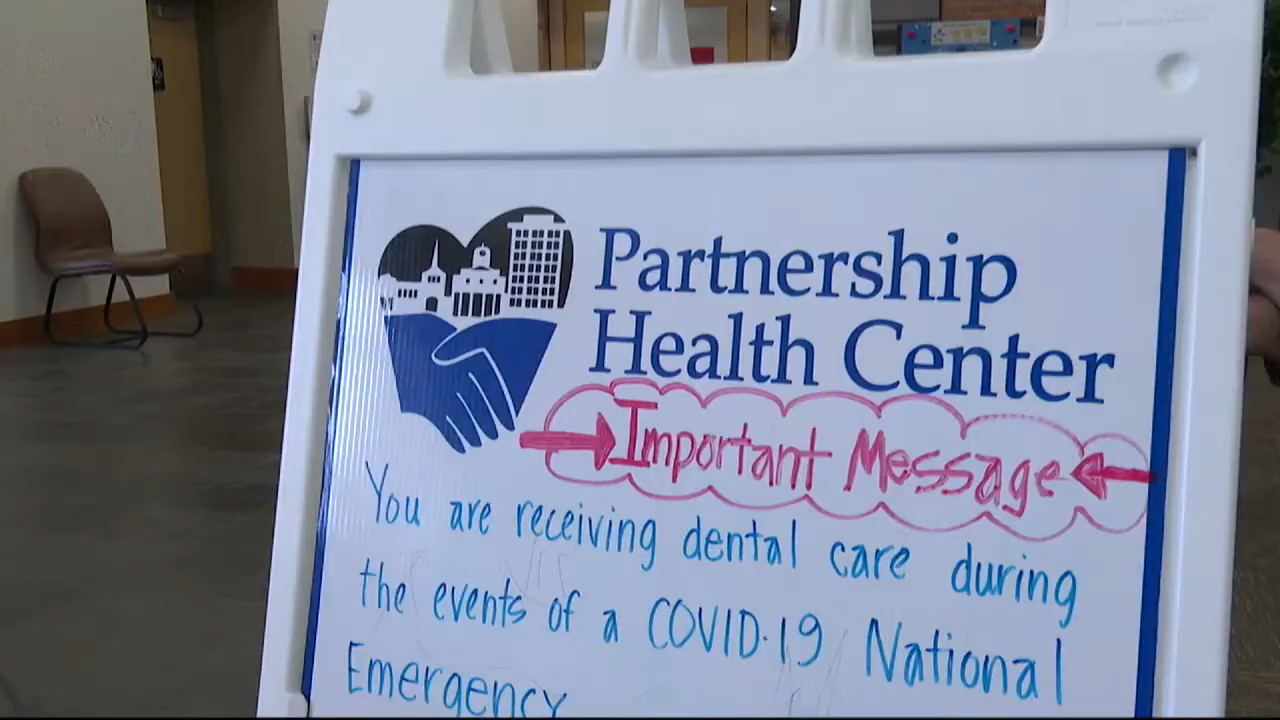 Partnership
Health Center
Important Message
You are receiving dental care during
the events of a COVID-19 National
Emergency